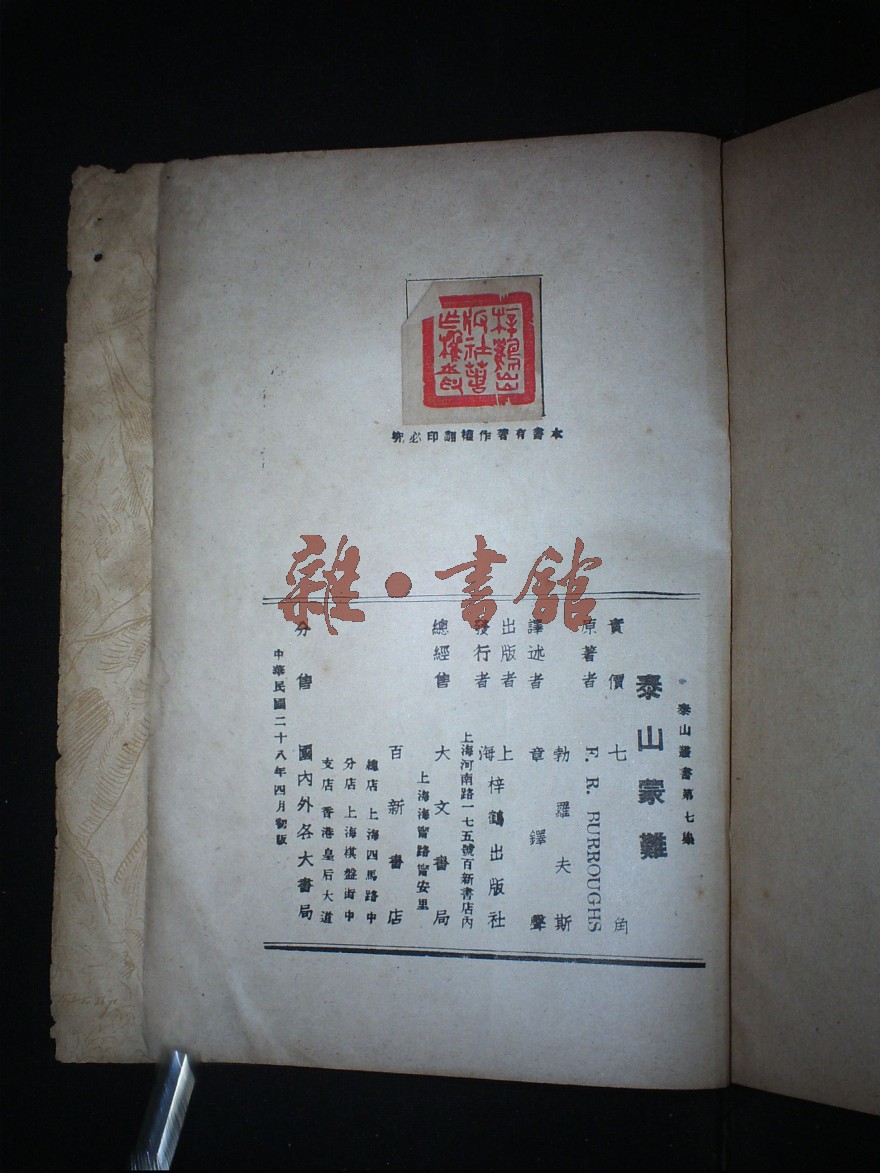 梓鶴出
版社著
作權章
本書有著作權翻印必究
雜·書館
泰山叢書第七集
泰山蒙難
實價七角
原著者 勃羅夫斯
F. R. BURROUGHS
譯述者 章鐸聲
出版者 上海梓鶴出版社
發行者
上海河南路一七五號百新書店內
總經售 大文書局
上海海甯路甯安里
百新書店
總店 上海四馬路中
分店 上海棋盤街中
支店 香港皇后大道
分售 國內外各大書局
中華民國二十八年四月初版